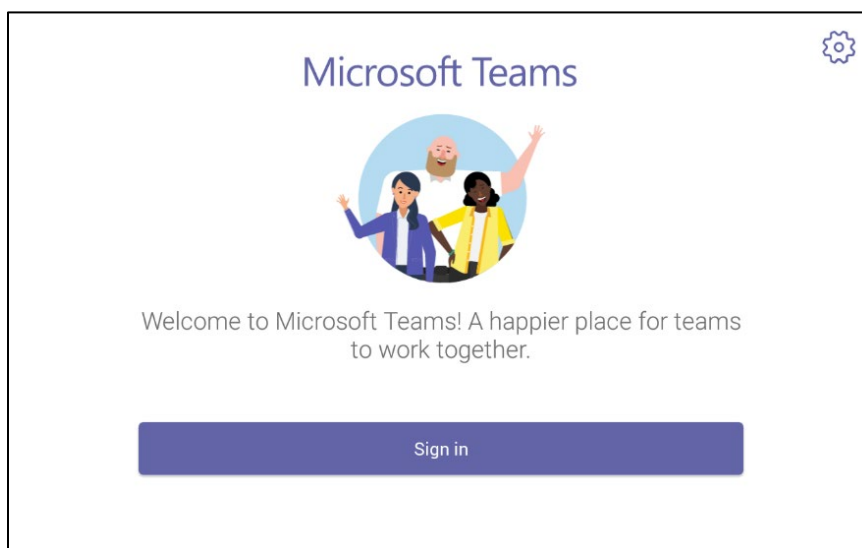 Microsoft Teams
Welcome to Microsoft Teams! A happier place for teams
to work together.
Sign in